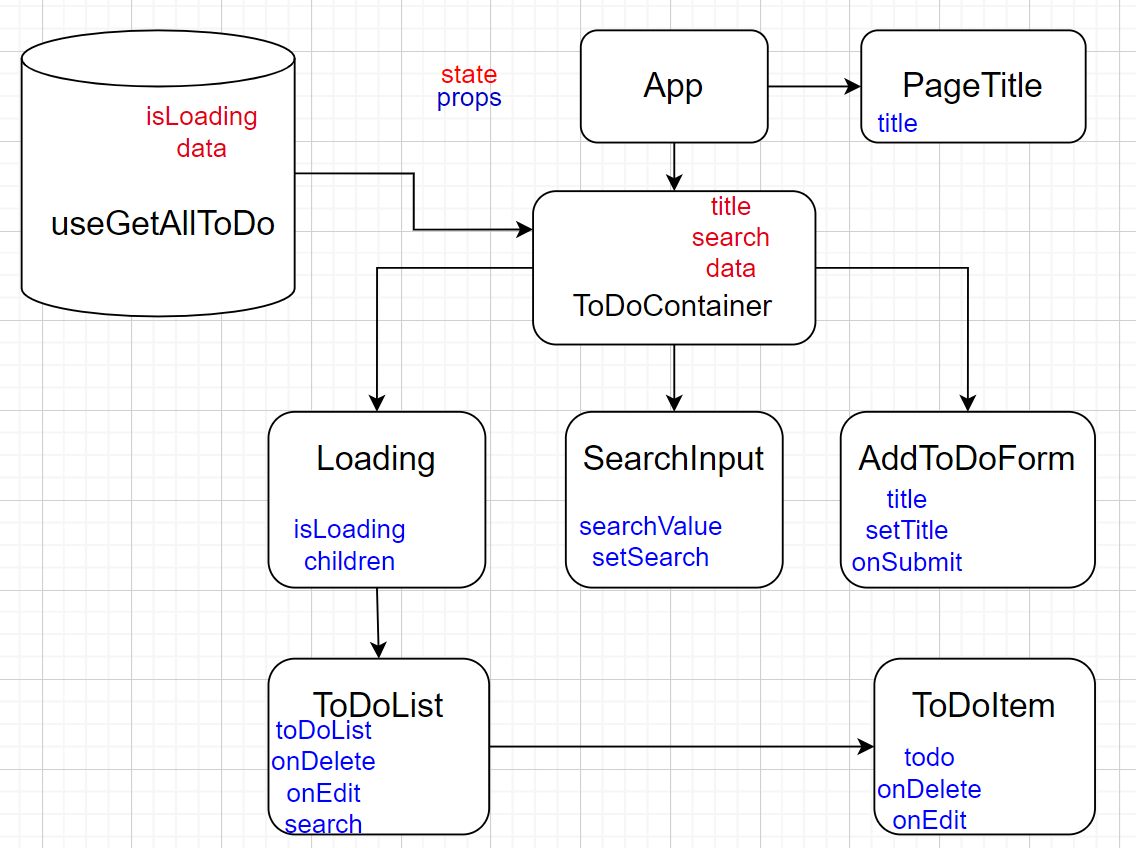 isLoading
data
useGetAllToDo
state
props
App
PageTitle
title
title
search
data
ToDoContainer
Loading
isLoading
children
SearchInput
searchValue
setSearch
AddToDoForm
title
setTitle
onSubmit
ToDoList
toDoList
onDelete
onEdit
search
ToDoItem
todo
onDelete
onEdit